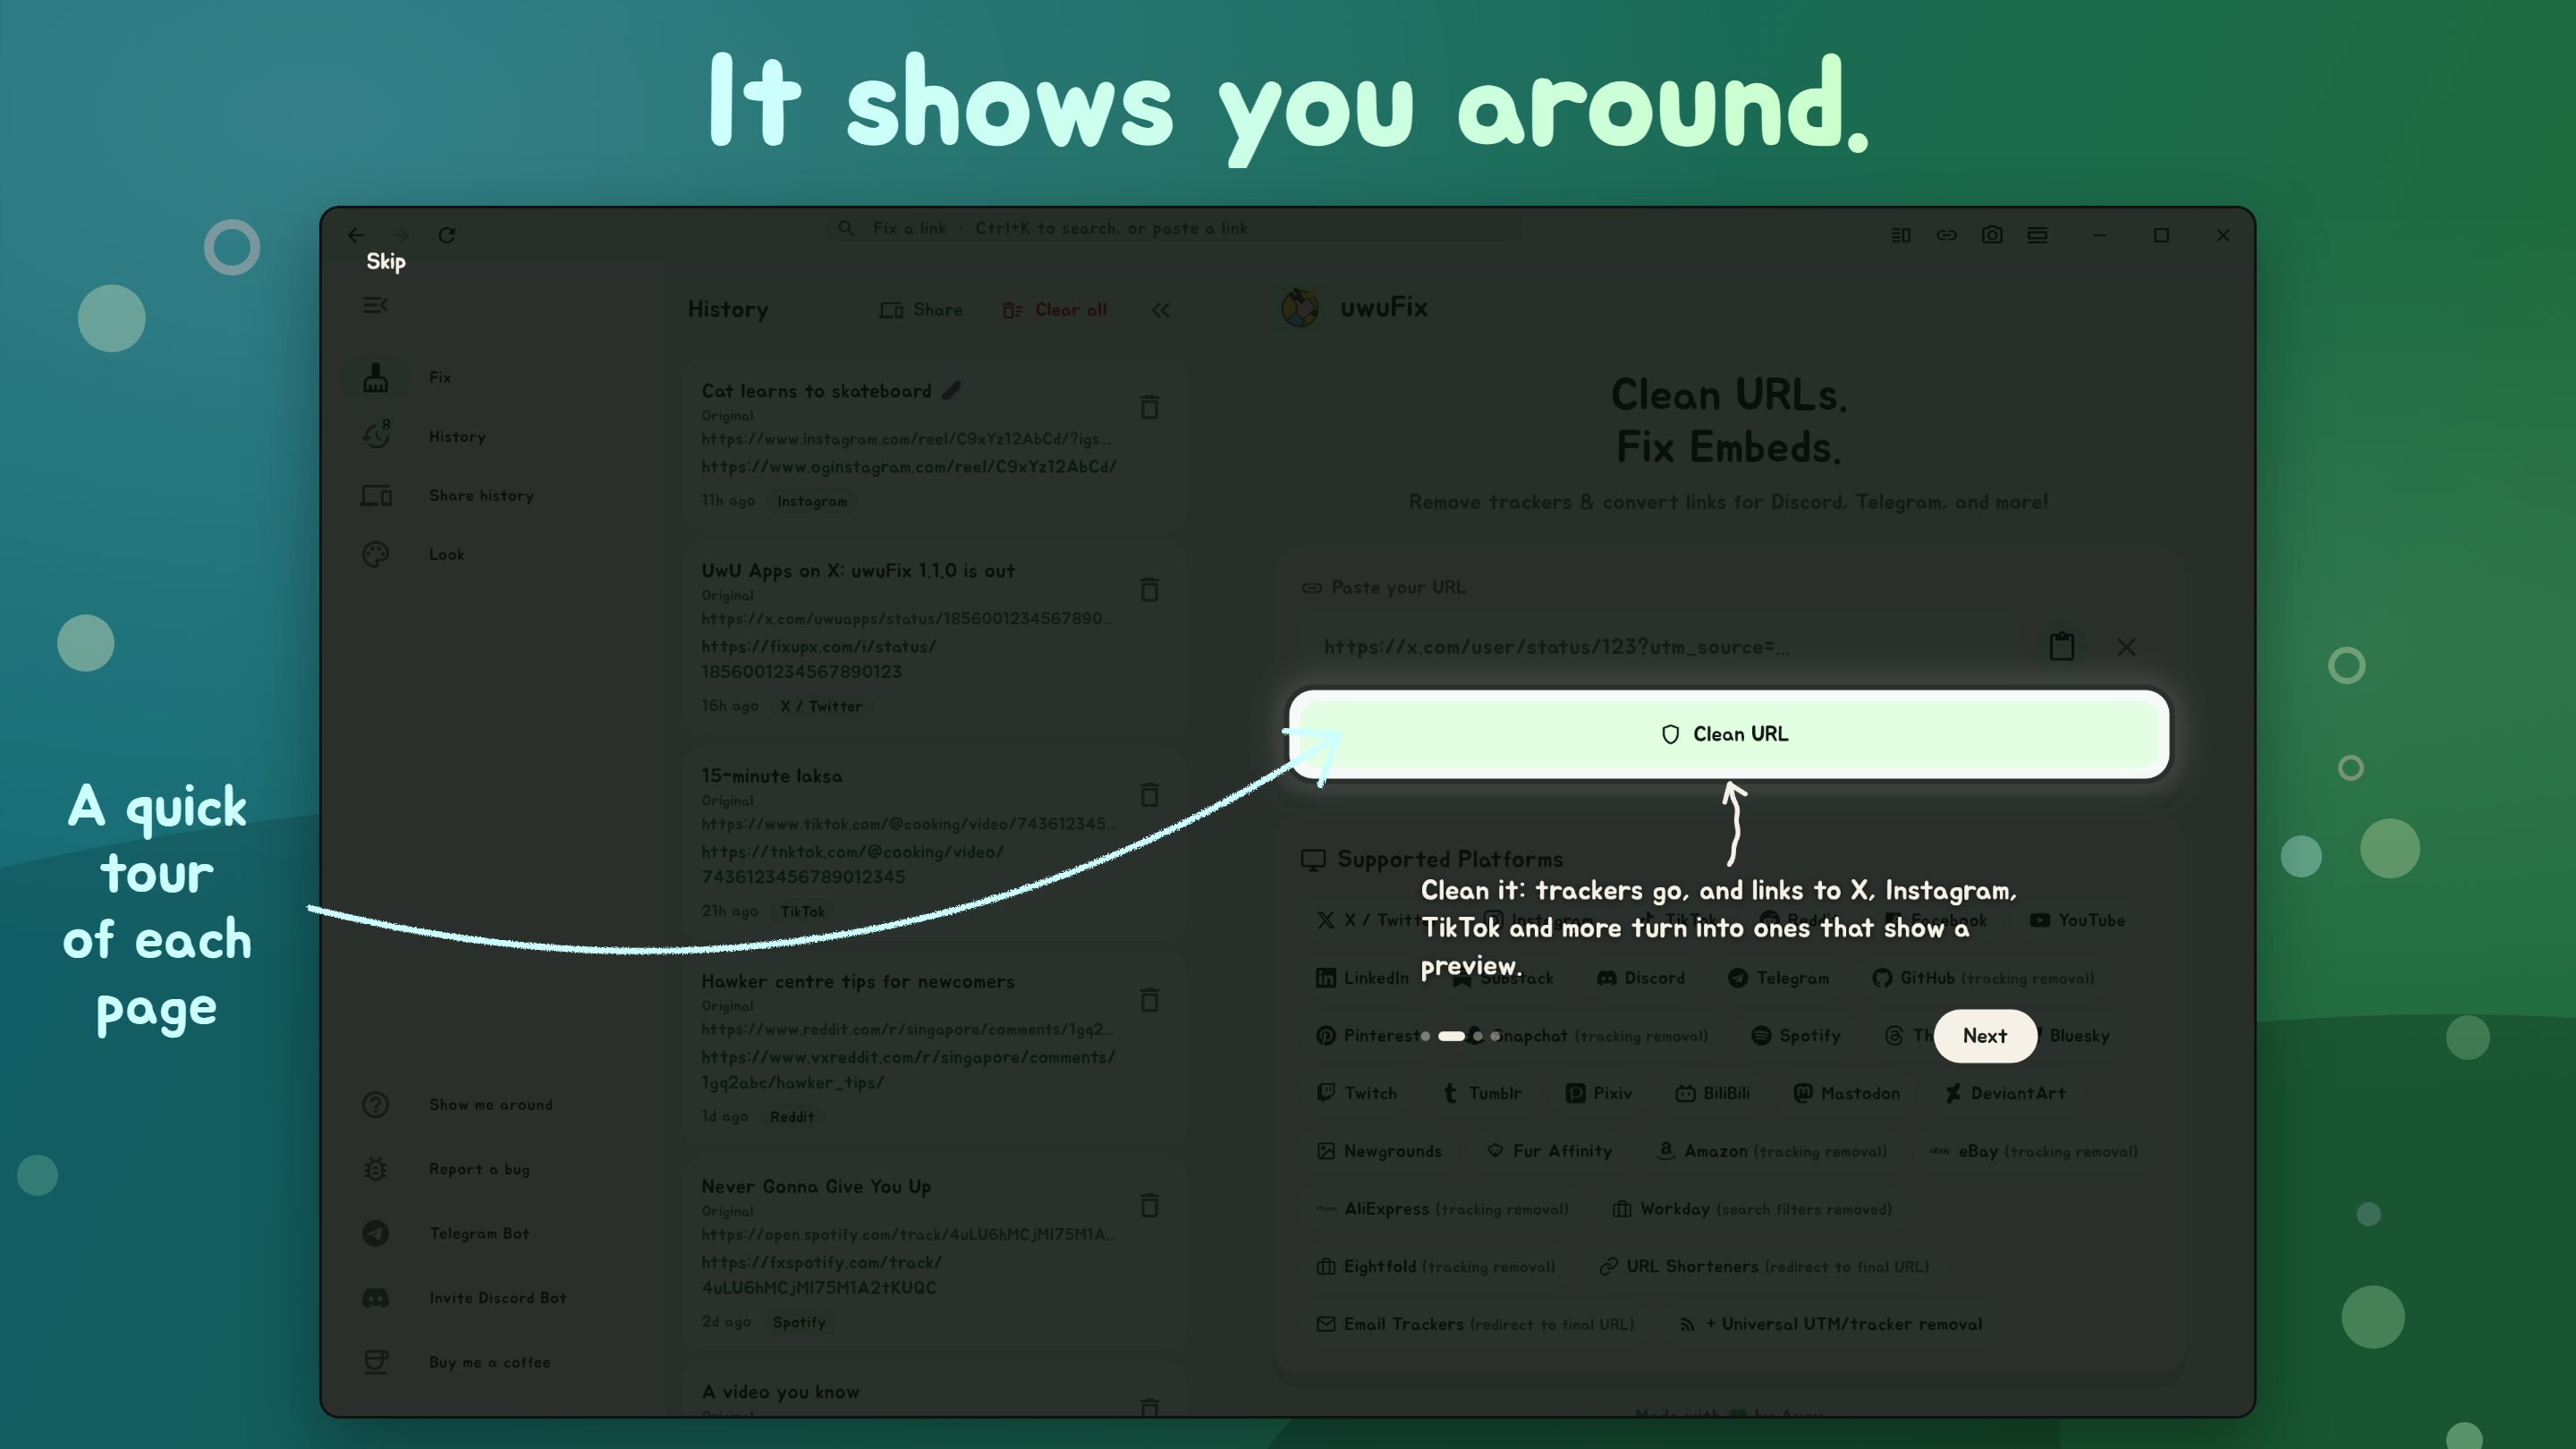 It shows you around.
Fix a link · Ctrl+K to search, or paste a link
Skip
Fix
8
History
Share history
Look
Show me around
Report a bug
Telegram Bot
Invite Discord Bot
Buy me a coffee
A quick
tour
of each
page
History
Share
Clear all
Cat learns to skateboard
Original
https://www.instagram.com/reel/C9xYz12AbCd/?igs...
https://www.oginstagram.com/reel/C9xYz12AbCd/
11h ago Instagram
UwU Apps on X: uwuFix 1.1.0 is out
Original
https://x.com/uwuapps/status/1856001234567890...
https://fixupx.com/i/status/
1856001234567890123
16h ago X / Twitter
15-minute laksa
Original
https://www.tiktok.com/@cooking/video/743612345...
https://tnktok.com/@cooking/video/
7436123456789012345
21h ago TikTok
Hawker centre tips for newcomers
Original
https://www.reddit.com/r/singapore/comments/1gq2...
https://www.vxreddit.com/r/singapore/comments/
1gq2abc/hawker_tips/
1d ago Reddit
Never Gonna Give You Up
Original
https://open.spotify.com/track/4uLU6hMCjMI75M1A...
https://fxspotify.com/track/
4uLU6hMCjMI75M1A2tKUQC
2d ago Spotify
A video you know
uwuFix
Clean URLs.
Fix Embeds.
Remove trackers & convert links for Discord, Telegram, and more!
Paste your URL
https://x.com/user/status/123?utm_source=...
Clean URL
Supported Platforms
Clean it: trackers go, and links to X, Instagram,
TikTok and more turn into ones that show a
preview.
X / Twitter Instagram TikTok Reddit Facebook YouTube
LinkedIn Substack Discord Telegram GitHub (tracking removal)
Pinterest Snapchat (tracking removal) Spotify Bluesky
Next
Twitch Tumblr Pixiv BiliBili Mastodon DeviantArt
Newgrounds Fur Affinity Amazon (tracking removal) eBay (tracking removal)
AliExpress (tracking removal) Workday (search filters removed)
Eightfold (tracking removal) URL Shorteners (redirect to final URL)
Email Trackers (redirect to final URL) + Universal UTM/tracker removal